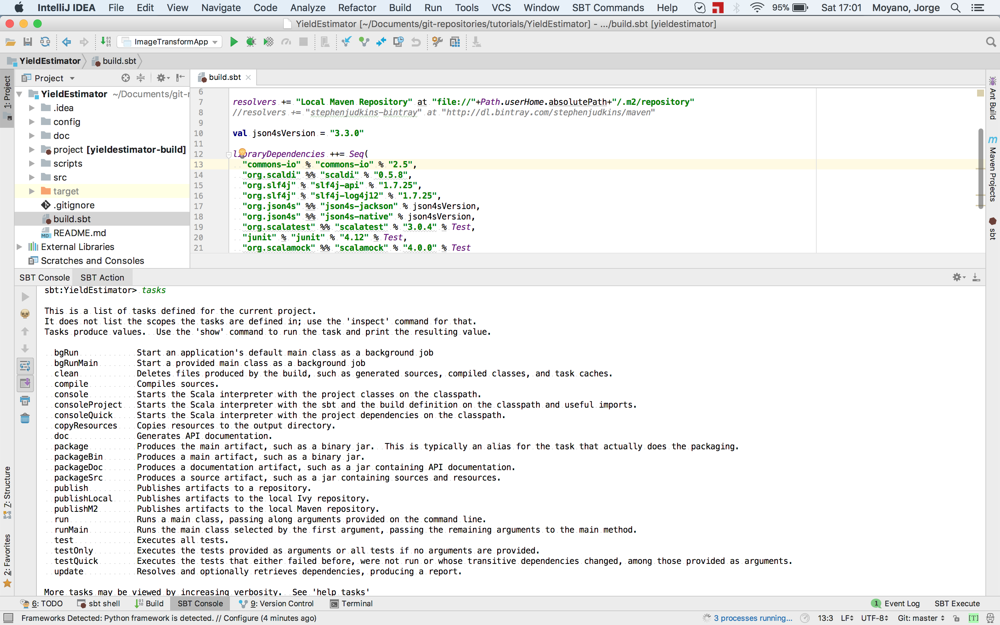 IntelliJ IDEA File Edit View Navigate Code Analyze Refactor Build Run Tools VCS Window SBT Commands Help 95% Sat 17:01 Moyano, Jorge
YieldEstimator [~/Documents/git-repositories/tutorials/YieldEstimator] - .../build.sbt [yieldestimator]
ImageTransformApp
YieldEstimator build.sbt
1: Project
Project
YieldEstimator ~/Documents/git-r
.idea
config
doc
project [yieldestimator-build]
scripts
src
target
.gitignore
build.sbt
README.md
External Libraries
Scratches and Consoles
build.sbt
6
7 resolvers += "Local Maven Repository" at "file://"+Path.userHome.absolutePath+"/.m2/repository"
8 //resolvers += "stephenjudkins-bintray" at "http://dl.bintray.com/stephenjudkins/maven"
9
10 val json4sVersion = "3.3.0"
11
12 libraryDependencies ++= Seq(
13 "commons-io" % "commons-io" % "2.5",
14 "org.scaldi" %% "scaldi" % "0.5.8",
15 "org.slf4j" % "slf4j-api" % "1.7.25",
16 "org.slf4j" % "slf4j-log4j12" % "1.7.25",
17 "org.json4s" %% "json4s-jackson" % json4sVersion,
18 "org.json4s" %% "json4s-native" % json4sVersion,
19 "org.scalatest" %% "scalatest" % "3.0.4" % Test,
20 "junit" % "junit" % "4.12" % Test,
21 "org.scalamock" %% "scalamock" % "4.0.0" % Test
Ant Build
m Maven Projects
sbt
SBT Console SBT Action
sbt:YieldEstimator> tasks
This is a list of tasks defined for the current project.
It does not list the scopes the tasks are defined in; use the 'inspect' command for that.
Tasks produce values. Use the 'show' command to run the task and print the resulting value.
bgRun Start an application's default main class as a background job
bgRunMain Start a provided main class as a background job
clean Deletes files produced by the build, such as generated sources, compiled classes, and task caches.
compile Compiles sources.
console Starts the Scala interpreter with the project classes on the classpath.
consoleProject Starts the Scala interpreter with the sbt and the build definition on the classpath and useful imports.
consoleQuick Starts the Scala interpreter with the project dependencies on the classpath.
copyResources Copies resources to the output directory.
doc Generates API documentation.
package Produces the main artifact, such as a binary jar. This is typically an alias for the task that actually does the packaging.
packageBin Produces a main artifact, such as a binary jar.
packageDoc Produces a documentation artifact, such as a jar containing API documentation.
packageSrc Produces a source artifact, such as a jar containing sources and resources.
publish Publishes artifacts to a repository.
publishLocal Publishes artifacts to the local Ivy repository.
publishM2 Publishes artifacts to the local Maven repository.
run Runs a main class, passing along arguments provided on the command line.
runMain Runs the main class selected by the first argument, passing the remaining arguments to the main method.
test Executes all tests.
testOnly Executes the tests provided as arguments or all tests if no arguments are provided.
testQuick Executes the tests that either failed before, were not run or whose transitive dependencies changed, among those provided as arguments.
update Resolves and optionally retrieves dependencies, producing a report.
More tasks may be viewed by increasing verbosity. See 'help tasks'
7: Structure
2: Favorites
6: TODO sbt shell Build SBT Console 9: Version Control Terminal 1 Event Log SBT Execute
Frameworks Detected: Python framework is detected. // Configure (4 minutes ago) 3 processes running... 13:3 LF UTF-8 Git: master [T]